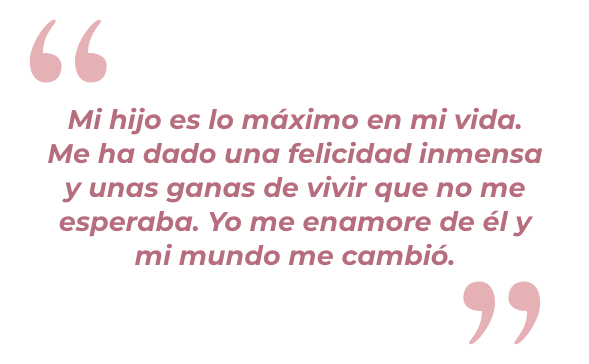 “
Mi hijo es lo máximo en mi vida.
Me ha dado una felicidad inmensa
y unas ganas de vivir que no me
esperaba. Yo me enamore de él y
mi mundo me cambió.
”